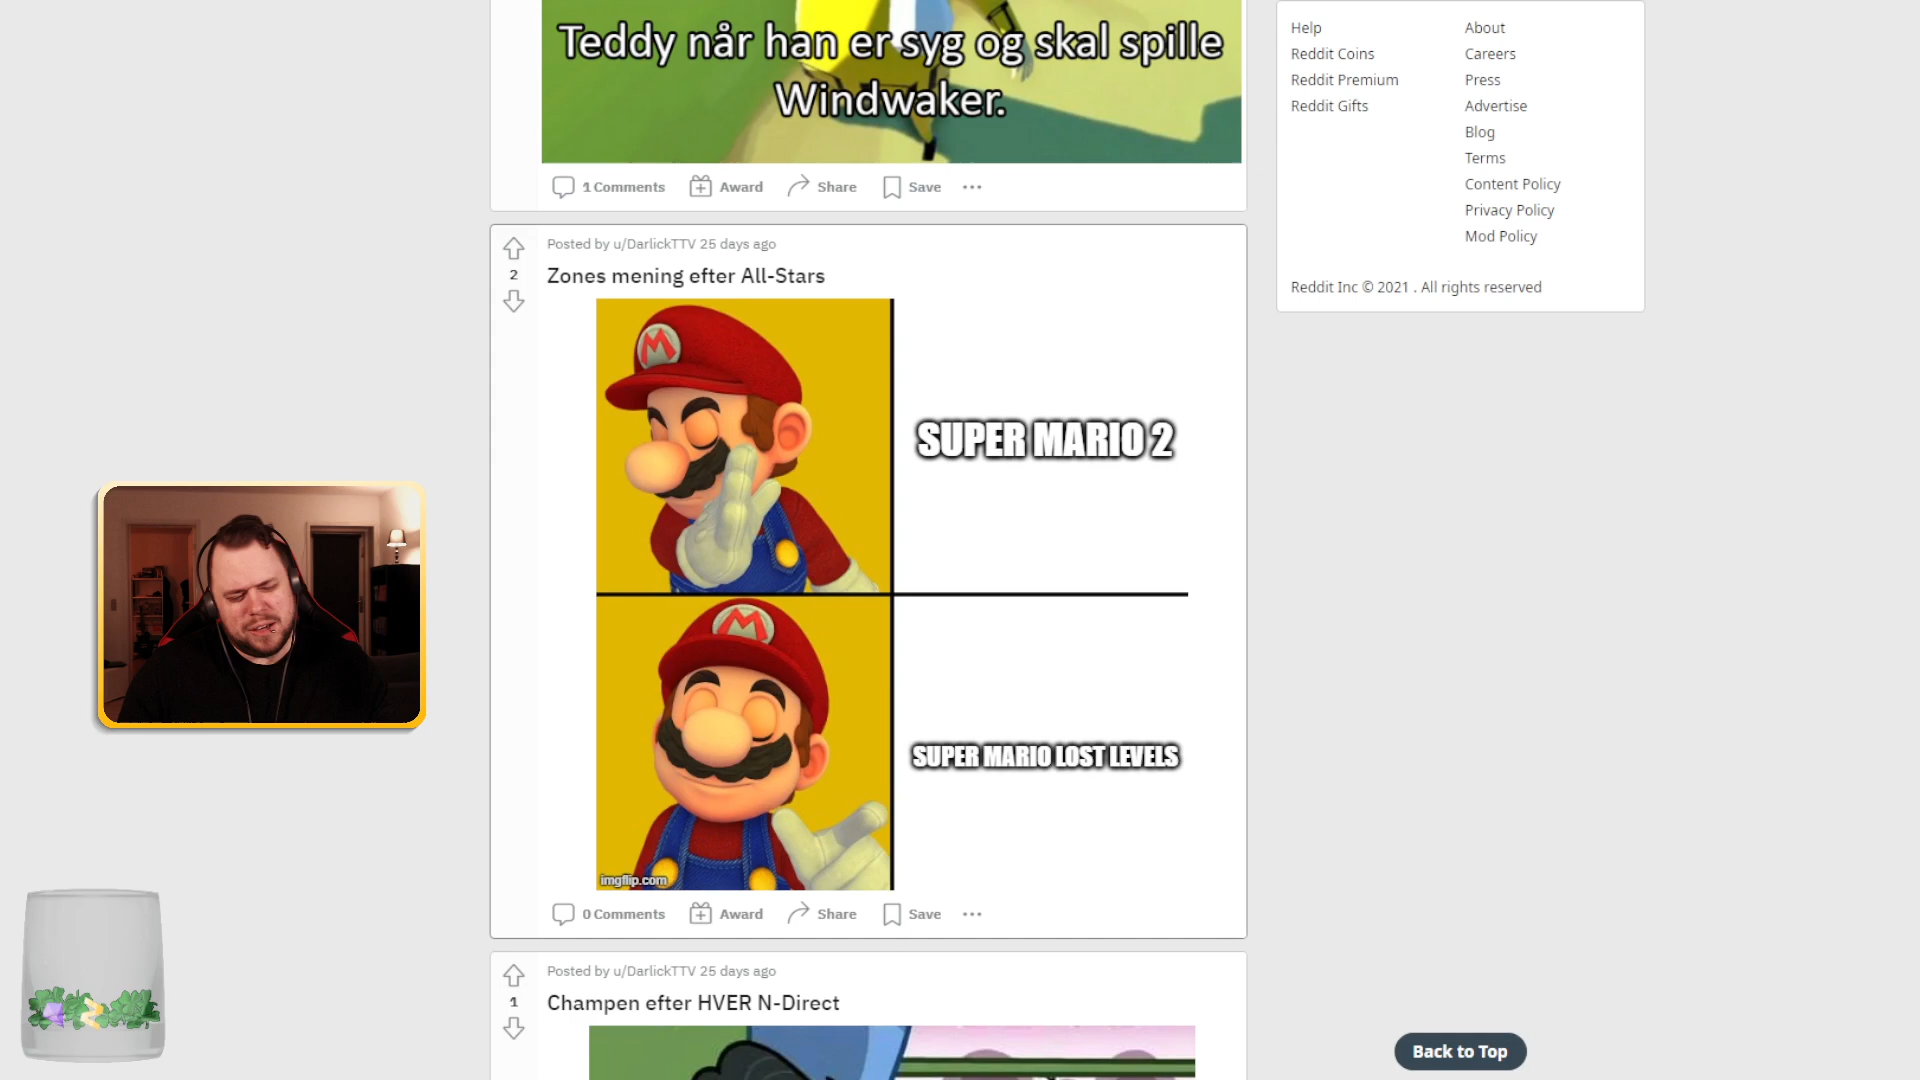 Teddy når han er syg og skal spille
Windwaker.
1 Comments Award Share Save
Posted by u/DarlickTTV 25 days ago
2
Zones mening efter All-Stars
M
SUPER MARIO 2
M
SUPER MARIO LOST LEVELS
imgflip.com
0 Comments Award Share Save
Posted by u/DarlickTTV 25 days ago
1
Champen efter HVER N-Direct
Help
Reddit Coins
Reddit Premium
Reddit Gifts
About
Careers
Press
Advertise
Blog
Terms
Content Policy
Privacy Policy
Mod Policy
Reddit Inc © 2021 . All rights reserved
Back to Top